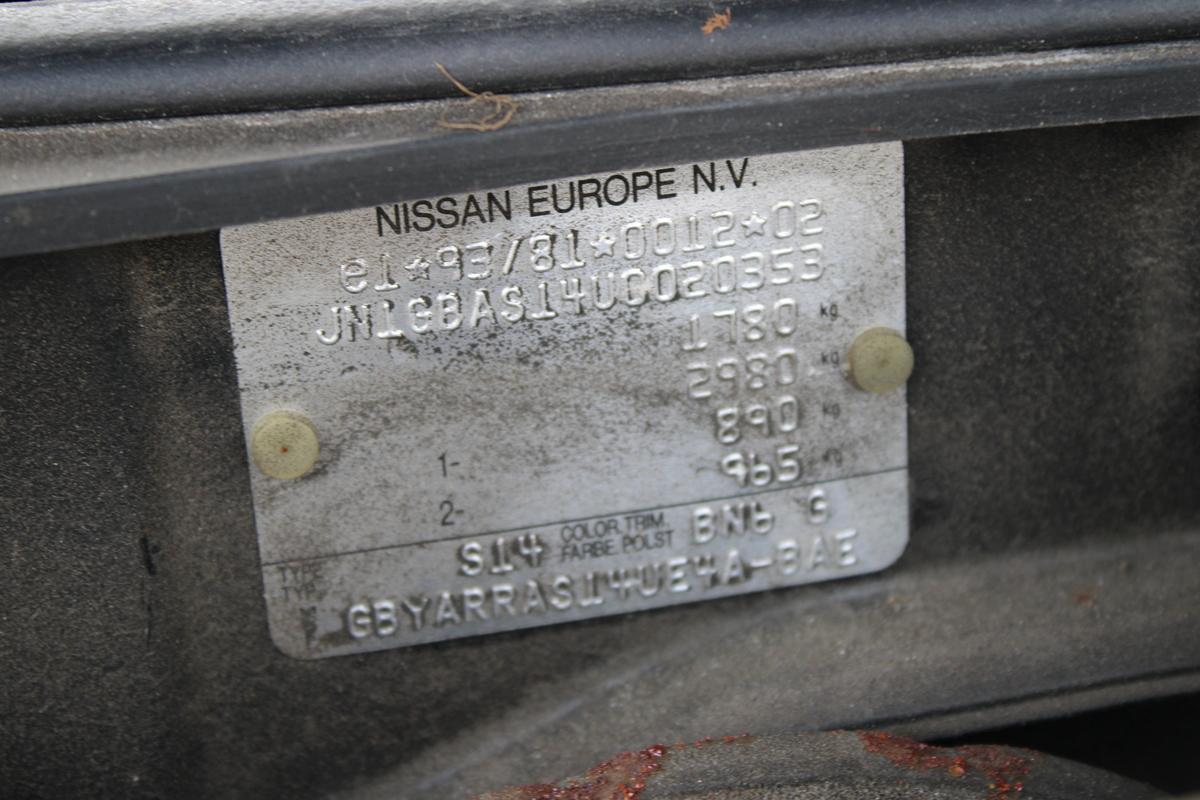 NISSAN EUROPE N.V.
e1*93/81*0012*02
JN1GBAS14U0020353
1780 kg
2980 kg
890 kg
1- 965 kg
2-
TYPE S14 COLOR TRIM. BN6 G
TYP FARBE POLST
GBYARRAS14UE4A-BAE